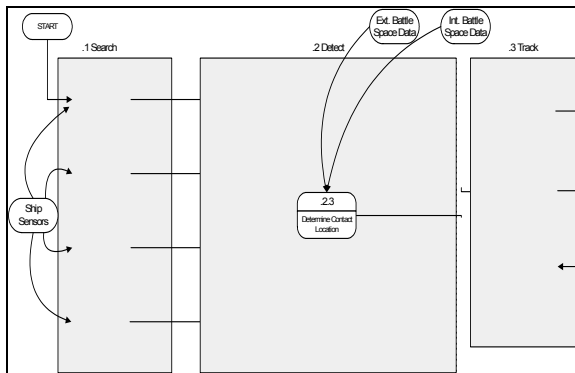 START
Ext. Battle
Space Data
Int. Battle
Space Data
.1 Search
.2 Detect
.3 Track
.2.3
Determine Contact
Location
Ship
Sensors